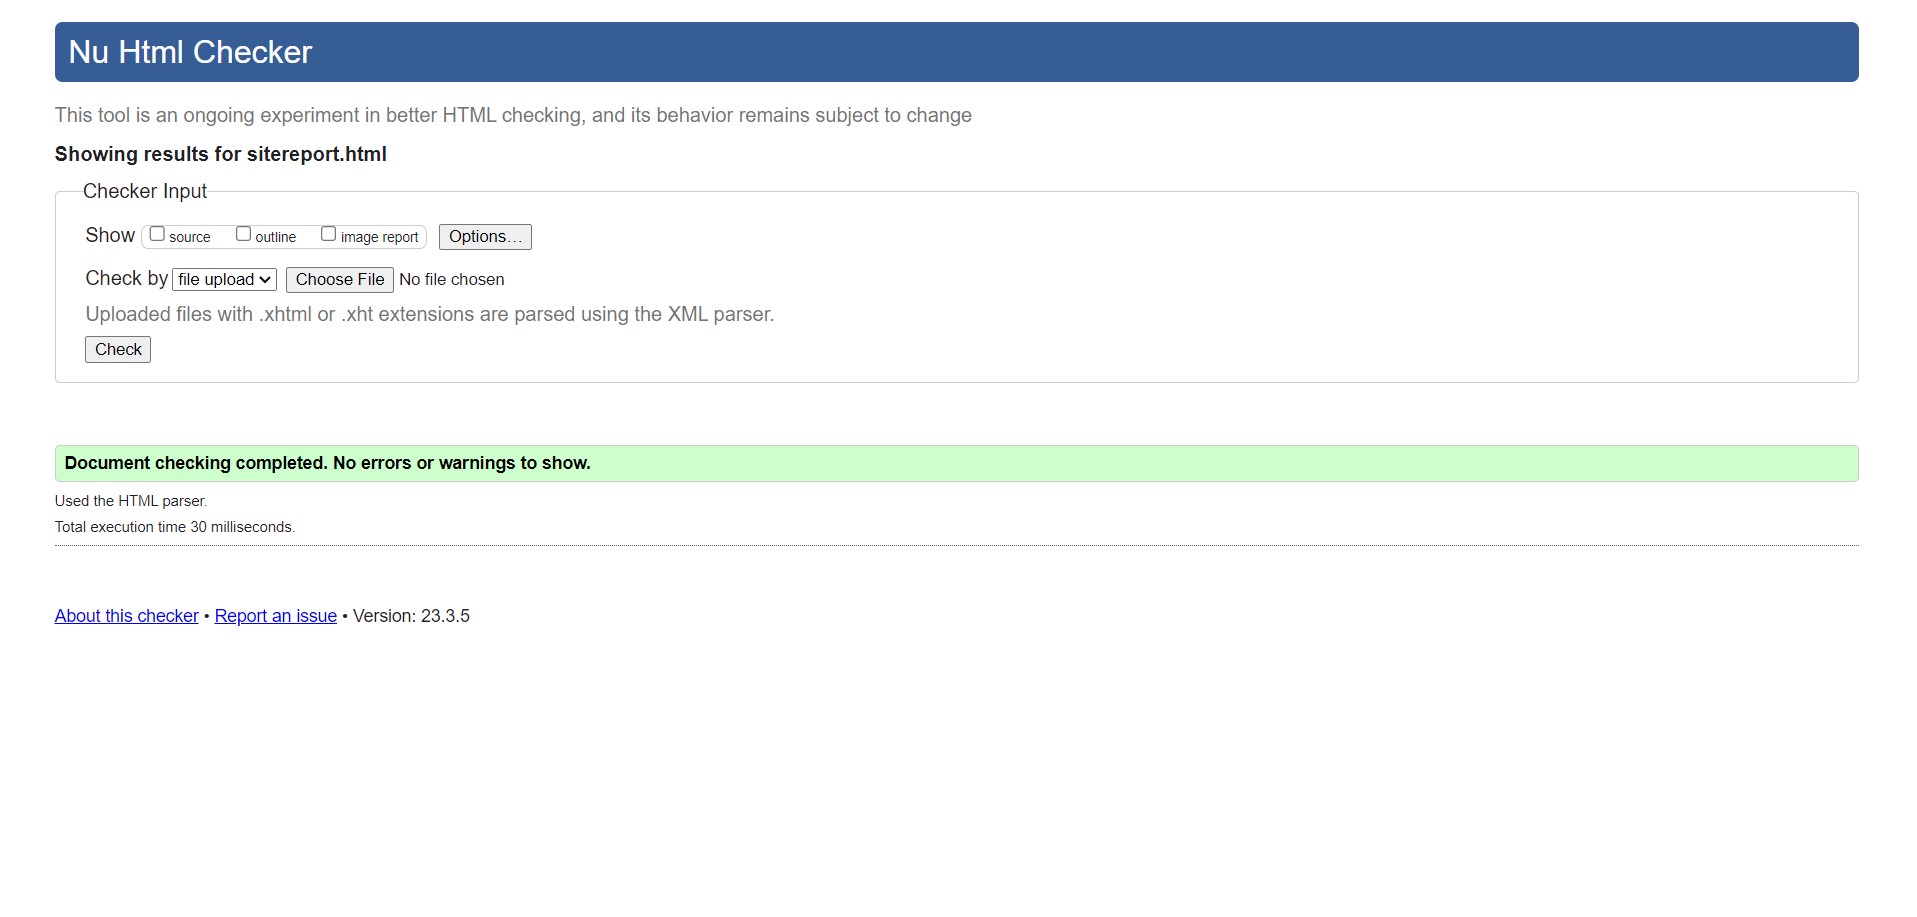 Nu Html Checker
This tool is an ongoing experiment in better HTML checking, and its behavior remains subject to change
Showing results for sitereport.html
Checker Input
Show source outline image report Options...
Check by file upload Choose File No file chosen
Uploaded files with .xhtml or .xht extensions are parsed using the XML parser.
Check
Document checking completed. No errors or warnings to show.
Used the HTML parser.
Total execution time 30 milliseconds.
About this checker • Report an issue • Version: 23.3.5